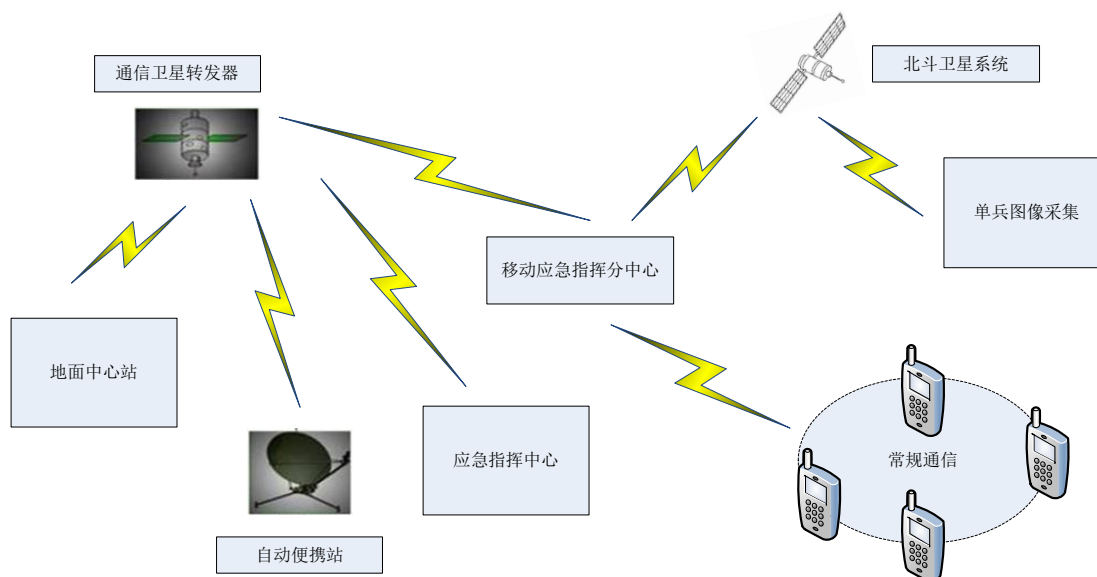 通信卫星转发器
北斗卫星系统
单兵图像采集
移动应急指挥分中心
地面中心站
应急指挥中心
常规通信
自动便携站